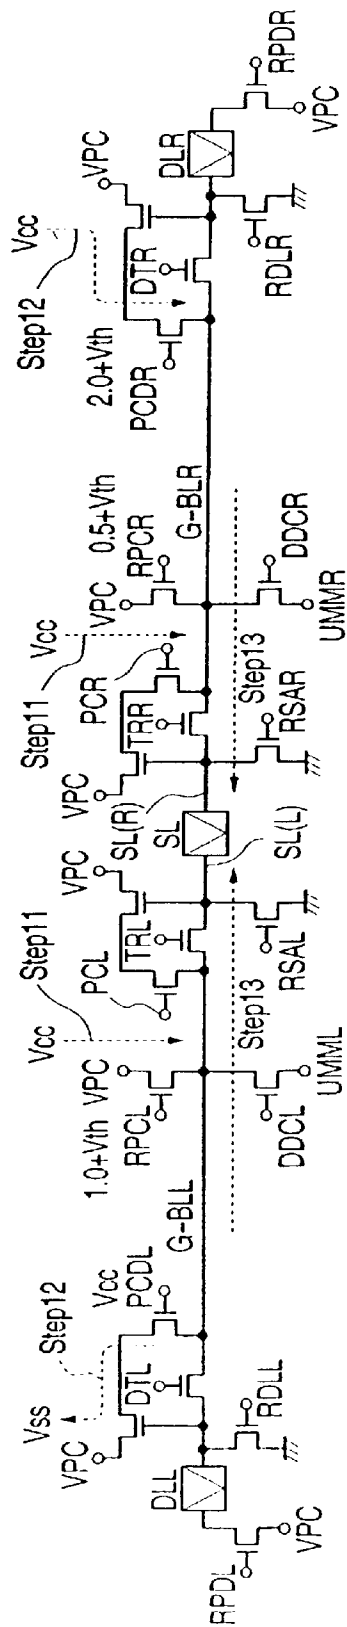 RPDL
VPC
DLL
RDLL
VPC
Vss
Step12
DTL
Vcc
PCDL
G-BLL
1.0+Vth
RPCL
VPC
DDCL
UMML
Vcc
Step11
Step13
PCL
TRL
VPC
RSAL
SL(L)
SL
SL(R)
VPC
TRR
PCR
RSAR
Step11
Vcc
Step13
VPC
0.5+Vth
RPCR
DDCR
UMMR
G-BLR
PCDR
2.0+Vth
DTR
Step12
Vcc
VPC
RDLR
DLR
RPDR
VPC